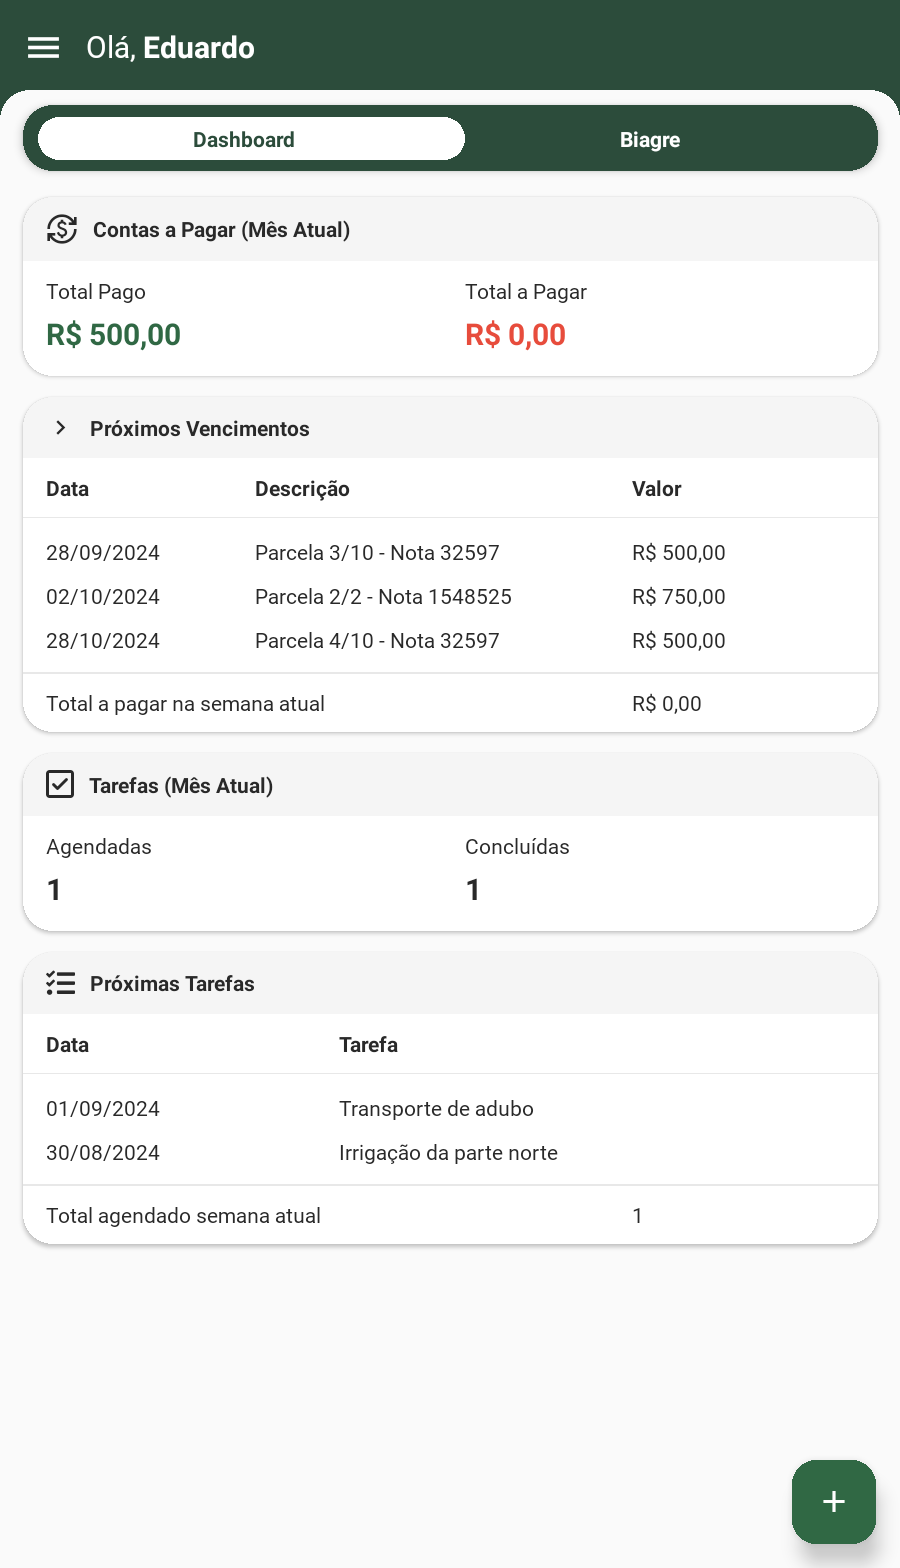 Olá, Eduardo
Dashboard Biagre
Contas a Pagar (Mês Atual)
Total Pago Total a Pagar
R$ 500,00 R$ 0,00
Próximos Vencimentos
Data Descrição Valor
28/09/2024 Parcela 3/10 - Nota 32597 R$ 500,00
02/10/2024 Parcela 2/2 - Nota 1548525 R$ 750,00
28/10/2024 Parcela 4/10 - Nota 32597 R$ 500,00
Total a pagar na semana atual R$ 0,00
Tarefas (Mês Atual)
Agendadas Concluídas
1 1
Próximas Tarefas
Data Tarefa
01/09/2024 Transporte de adubo
30/08/2024 Irrigação da parte norte
Total agendado semana atual 1
+